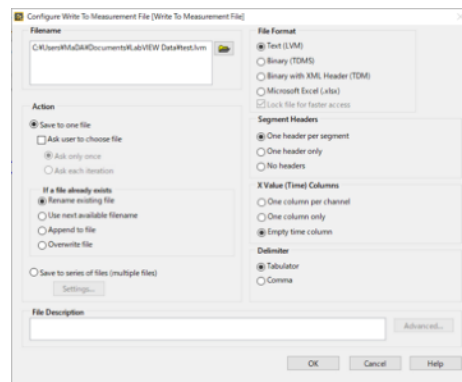 Configure Write To Measurement File [Write To Measurement File]
Filename
C:¥Users¥MaDA¥Documents¥LabVIEW Data¥test.lvm
Action
Save to one file
Ask user to choose file
Ask only once
Ask each iteration
If a file already exists
Rename existing file
Use next available filename
Append to file
Overwrite file
Save to series of files (multiple files)
Settings...
File Format
Text (LVM)
Binary (TDMS)
Binary with XML Header (TDM)
Microsoft Excel (.xlsx)
Lock file for faster access
Segment Headers
One header per segment
One header only
No headers
X Value (Time) Columns
One column per channel
One column only
Empty time column
Delimiter
Tabulator
Comma
File Description
Advanced...
OK Cancel Help